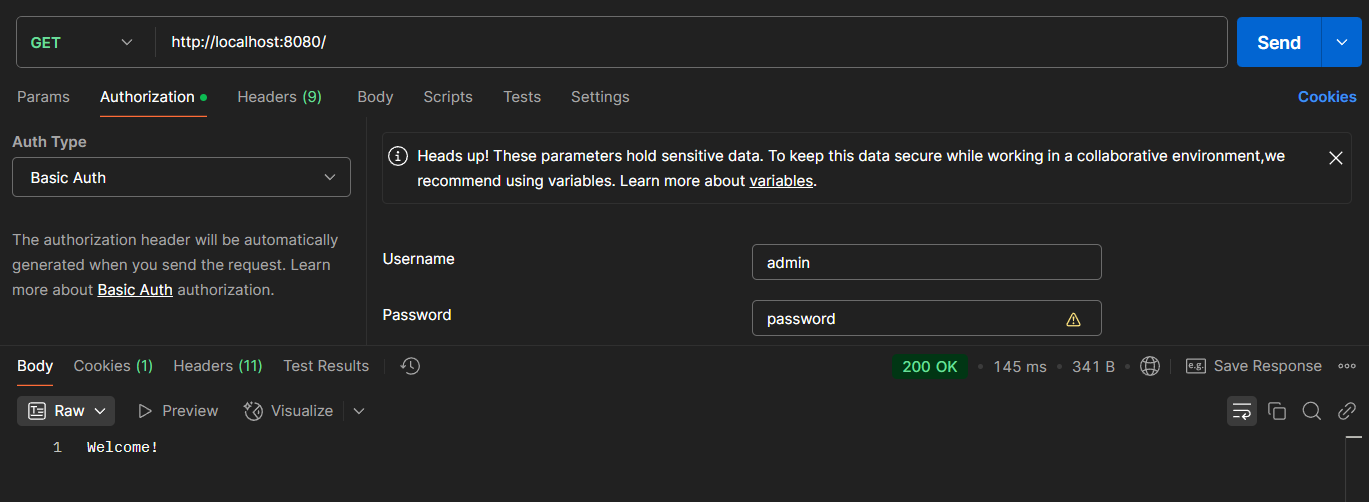 GET http://localhost:8080/ Send
Params Authorization Headers (9) Body Scripts Tests Settings Cookies
Auth Type
Basic Auth
The authorization header will be automatically
generated when you send the request. Learn
more about Basic Auth authorization.
Heads up! These parameters hold sensitive data. To keep this data secure while working in a collaborative environment,we
recommend using variables. Learn more about variables.
Username admin
Password password
Body Cookies (1) Headers (11) Test Results 200 OK 145 ms 341 B e.g. Save Response
Raw Preview Visualize
1 Welcome!